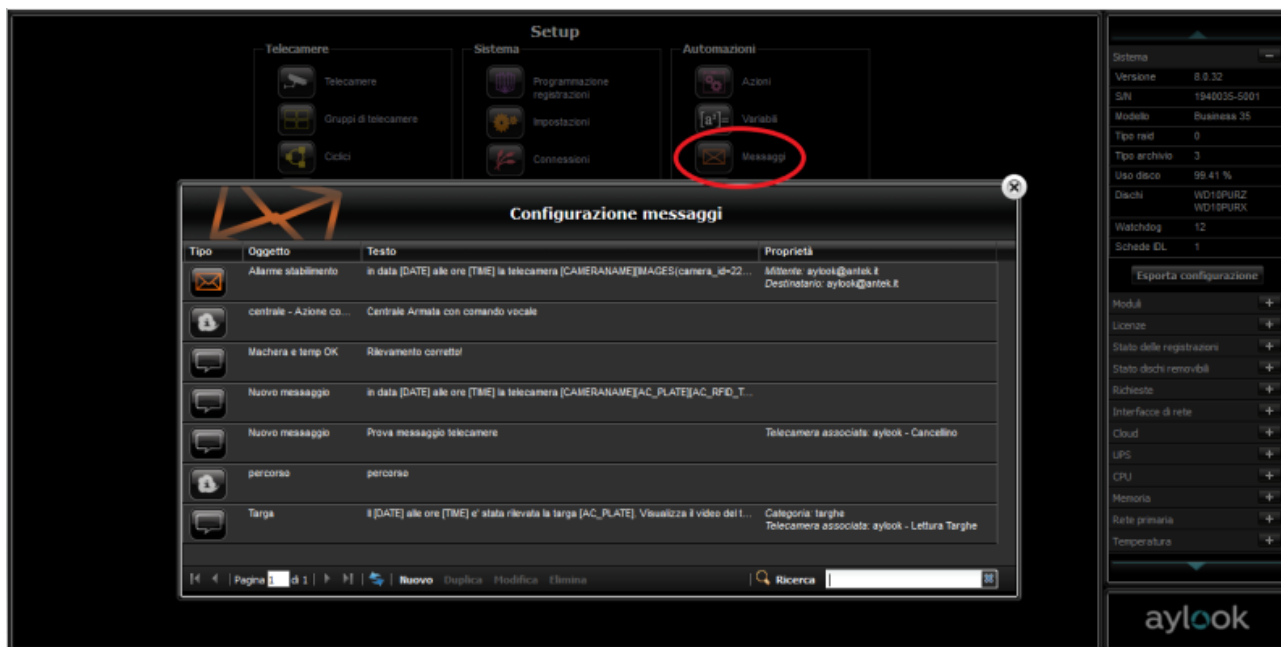 Setup
Telecamere
Sistema
Automazioni
Telecamere
Programmazione
registrazioni
Azioni
Gruppi di telecamere
Impostazioni
[a²]=
Variabili
Ciclici
Connessioni
Messaggi
Configurazione messaggi
Tipo Oggetto Testo Proprietà
Allarme stabilimento in data [DATE] alle ore [TIME] la telecamera [CAMERANAME][IMAGES(camera_id=22... Mittente: aylook@antek.it
Destinatario: aylook@antek.it
centrale - Azione co... Centrale Armata con comando vocale
Machera e temp OK Rilevamento corretto!
Nuovo messaggio in data [DATE] alle ore [TIME] la telecamera [CAMERANAME][AC_PLATE][AC_RFID_T...
Nuovo messaggio Prova messaggio telecamere Telecamera associata: aylook - Cancellino
percorso percorso
Targa Il [DATE] alle ore [TIME] e' stata rilevata la targa [AC_PLATE]. Visualizza il video del t... Categoria: targhe
Telecamera associata: aylook - Lettura Targhe
Pagina 1 di 1 Nuovo Duplica Modifica Elimina Ricerca
Sistema
Versione 8.0.32
S/N 1940035-5001
Modello Business 35
Tipo raid 0
Tipo archivio 3
Uso disco 99.41 %
Dischi WD10PURZ
WD10PURX
Watchdog 12
Schede IDL 1
Esporta configurazione
Moduli
Licenze
Stato delle registrazioni
Stato dischi removibili
Richieste
Interfacce di rete
Cloud
UPS
CPU
Memoria
Rete primaria
Temperatura
aylook